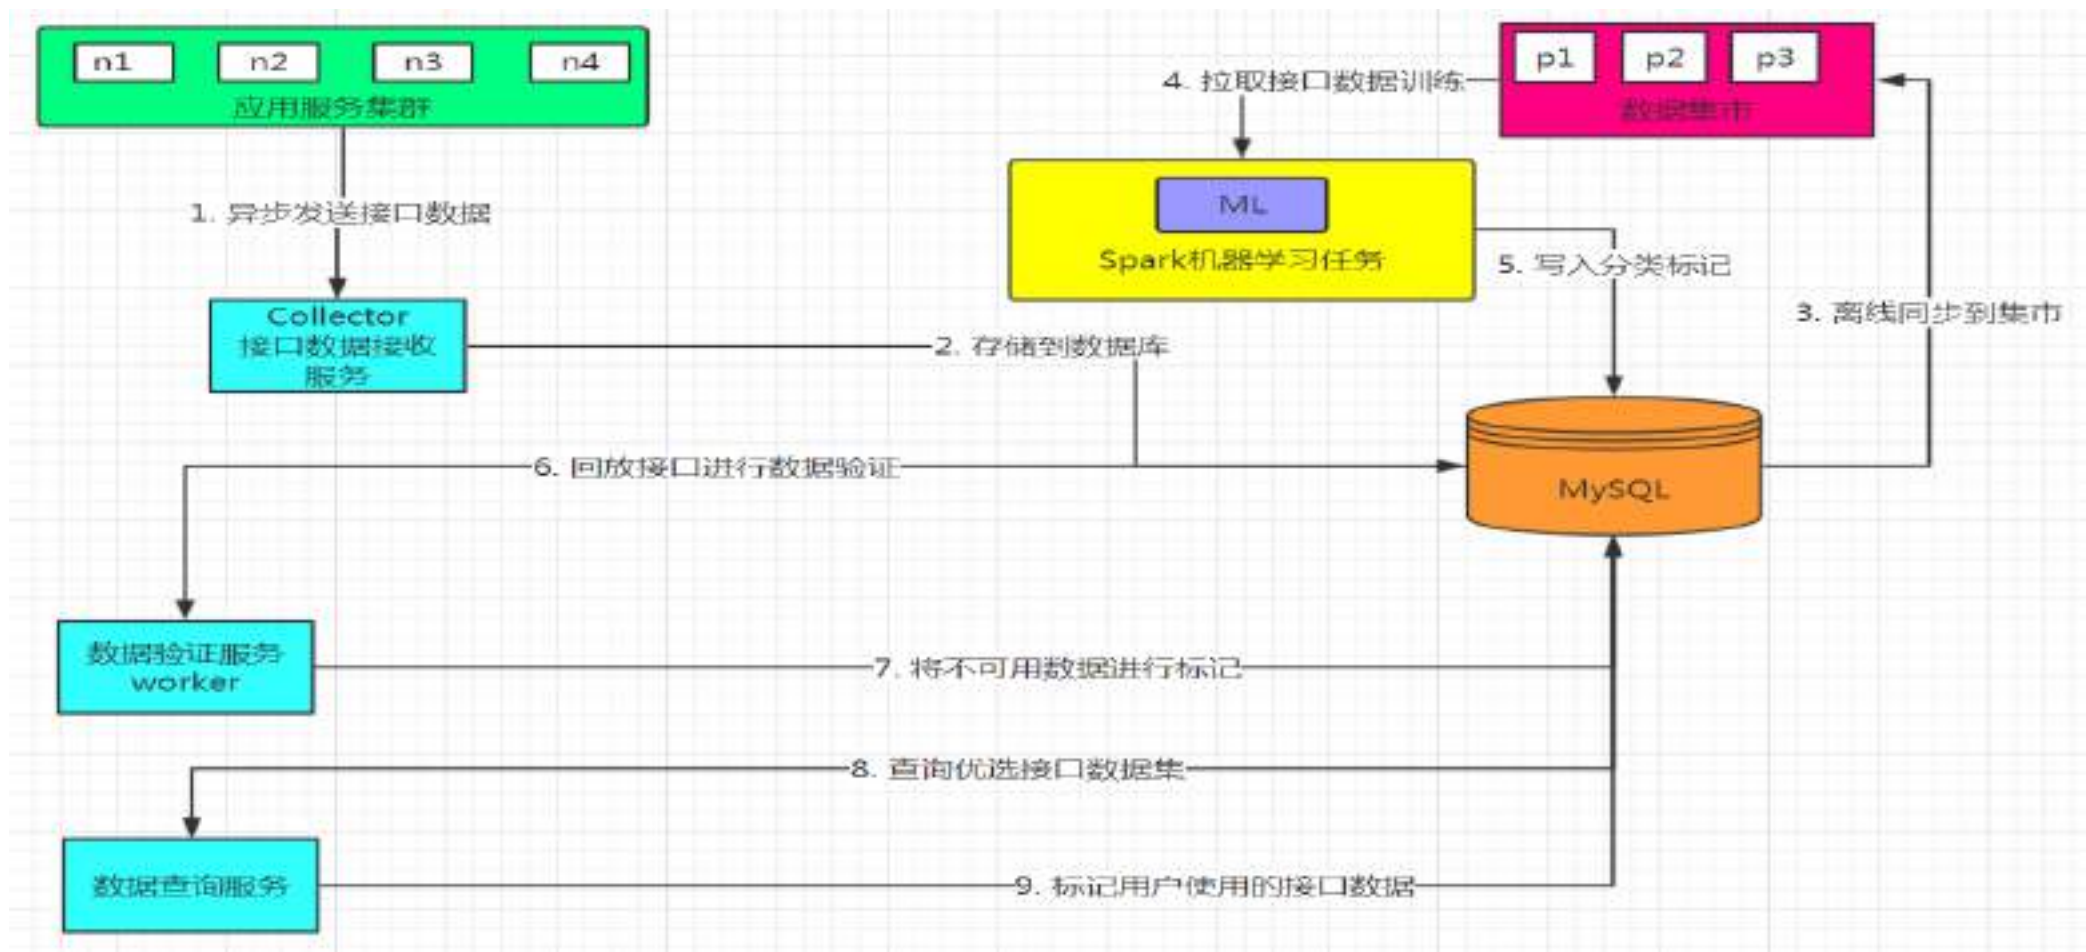 n1
n2
n3
n4
应用服务集群
p1
p2
p3
数据集市
4. 拉取接口数据训练
ML
Spark机器学习任务
1. 异步发送接口数据
5. 写入分类标记
3. 离线同步到集市
Collector
接口数据接收
服务
2. 存储到数据库
6. 回放接口进行数据验证
MySQL
数据验证服务
worker
7. 将不可用数据进行标记
8. 查询优选接口数据集
数据查询服务
9. 标记用户使用的接口数据